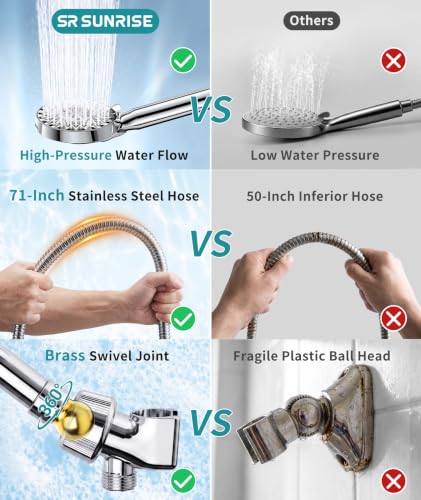 SR SUNRISE
Others
VS
High-Pressure Water Flow
Low Water Pressure
71-Inch Stainless Steel Hose
50-Inch Inferior Hose
VS
Brass Swivel Joint
Fragile Plastic Ball Head
360°
VS